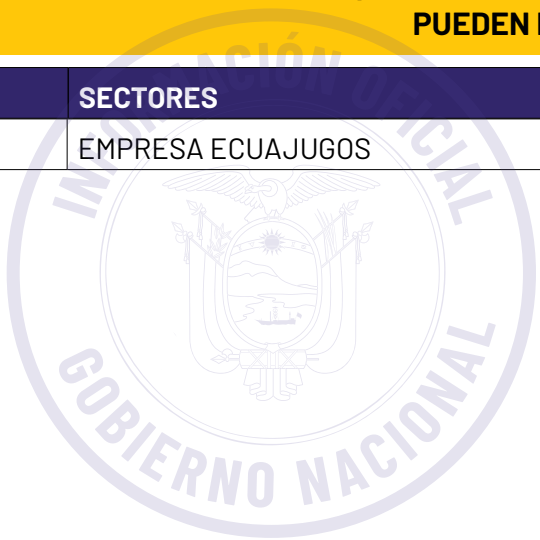 PUEDEN
SECTORES
EMPRESA ECUAJUGOS
INFORMACIÓN OFICIAL
GOBIERNO NACIONAL